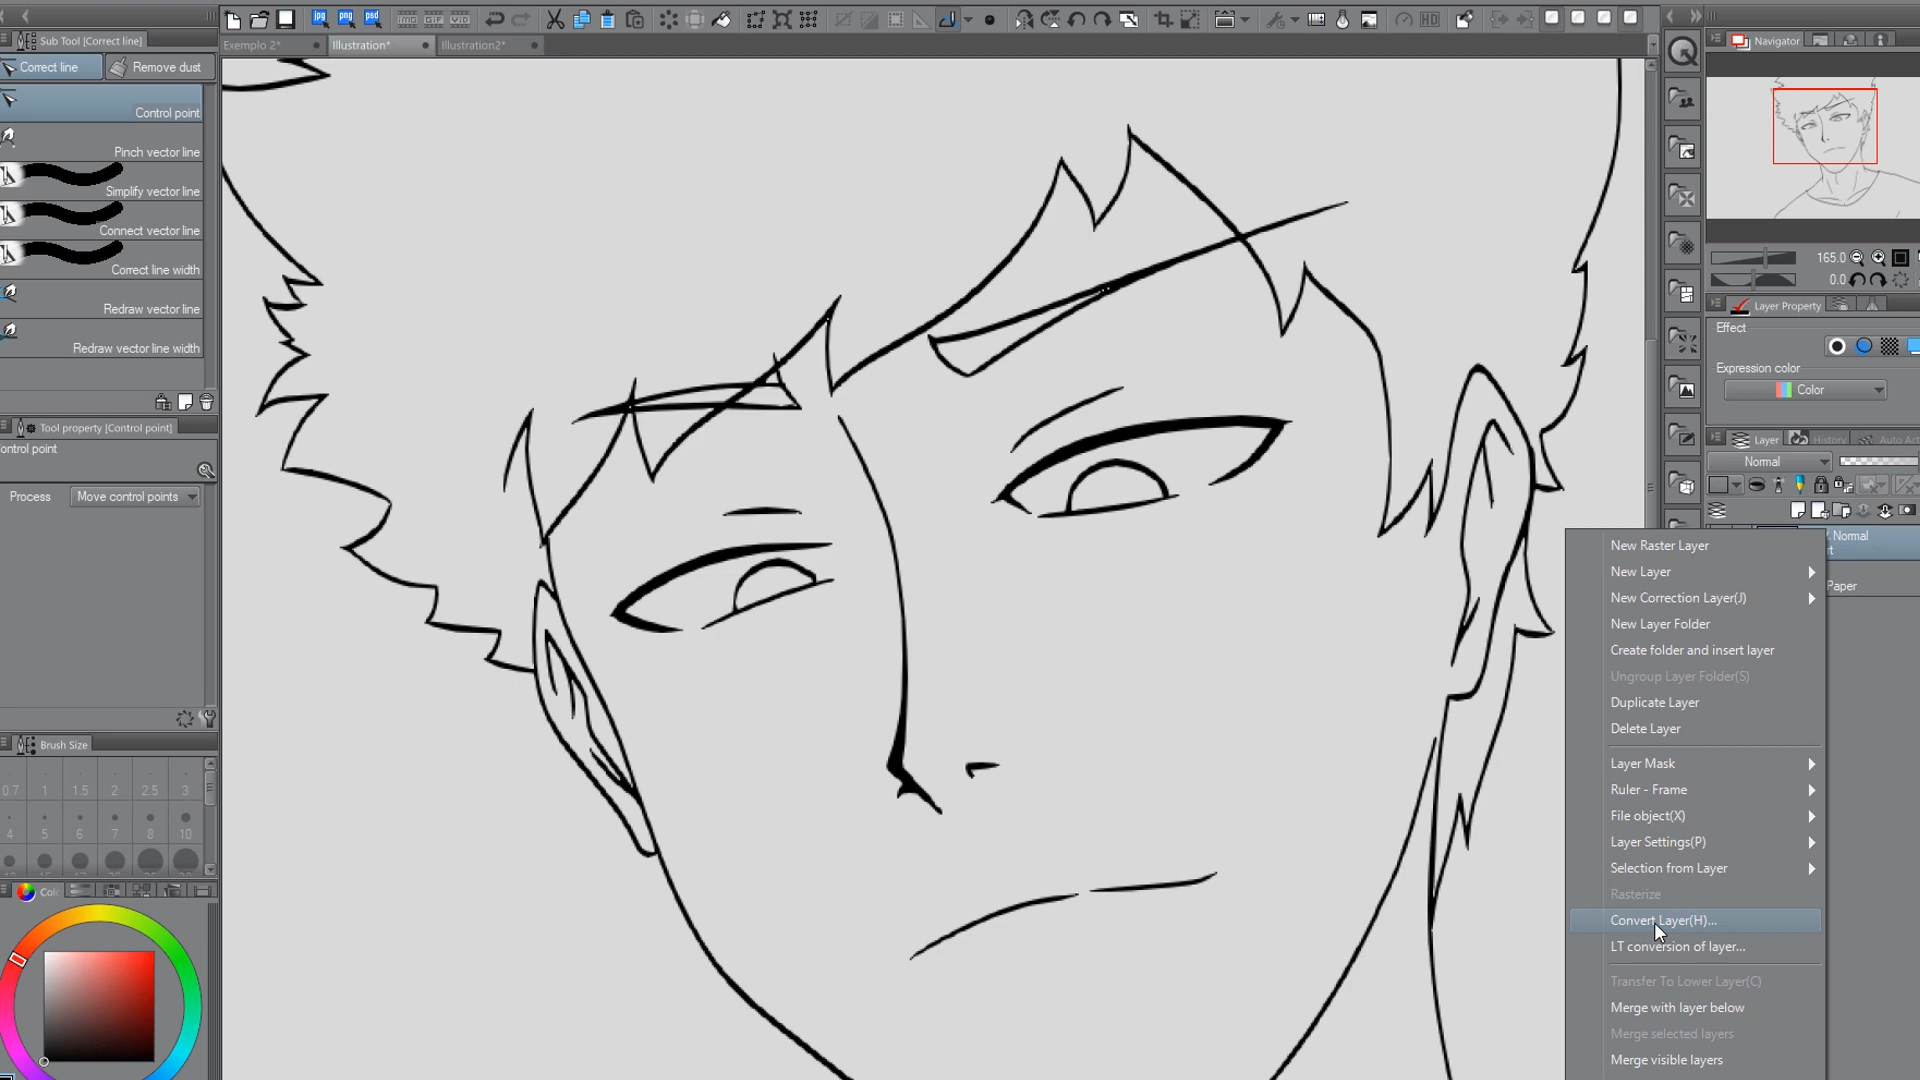 Sub Tool [Correct line]
Correct line
Remove dust
Control point
Pinch vector line
Simplify vector line
Connect vector line
Correct line width
Redraw vector line
Redraw vector line width
Tool property [Control point]
ontrol point
Process
Move control points
Brush Size
0.7 1 1.5 2 2.5 3
4 5 6 7 8 10
Exemplo 2*
Illustration*
Illustration2*
jpg png psd
HD
Navigator
165.0
0.0
Layer Property
Effect
Expression color
Color
Layer
History
Auto Act
Normal
Normal
Paper
New Raster Layer
New Layer
New Correction Layer(J)
New Layer Folder
Create folder and insert layer
Ungroup Layer Folder(S)
Duplicate Layer
Delete Layer
Layer Mask
Ruler - Frame
File object(X)
Layer Settings(P)
Selection from Layer
Rasterize
Convert Layer(H)...
LT conversion of layer...
Transfer To Lower Layer(C)
Merge with layer below
Merge selected layers
Merge visible layers